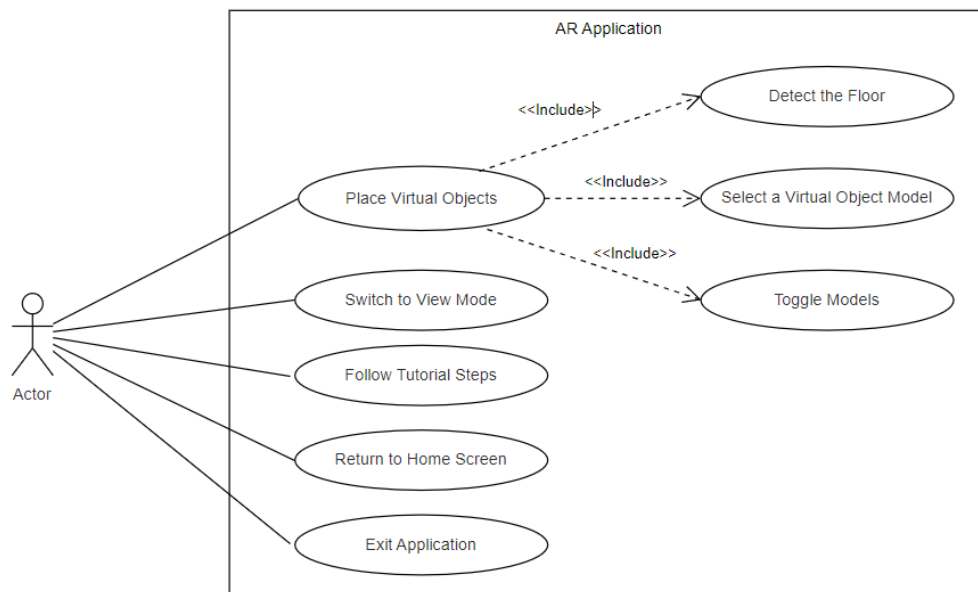 AR Application
Detect the Floor
<<Include>>
Place Virtual Objects
<<Include>>
Select a Virtual Object Model
<<Include>>
Toggle Models
Switch to View Mode
Follow Tutorial Steps
Actor
Return to Home Screen
Exit Application